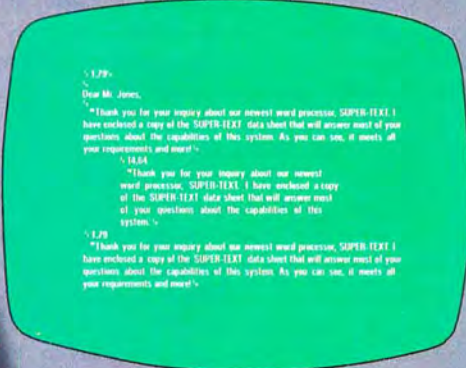 1,79
Dear Mr. Jones,
"Thank you for your inquiry about our newest word processor, SUPER-TEXT. I
have enclosed a copy of the SUPER-TEXT data sheet that will answer most of your
questions about the capabilities of this system. As you can see, it meets all
your requirements and more!
14,64
"Thank you for your inquiry about our newest
word processor, SUPER-TEXT. I have enclosed a copy
of the SUPER-TEXT data sheet that will answer most
of your questions about the capabilities of this
system.
1,79
"Thank you for your inquiry about our newest word processor, SUPER-TEXT. I
have enclosed a copy of the SUPER-TEXT data sheet that will answer most of your
questions about the capabilities of this system. As you can see, it meets all
your requirements and more!